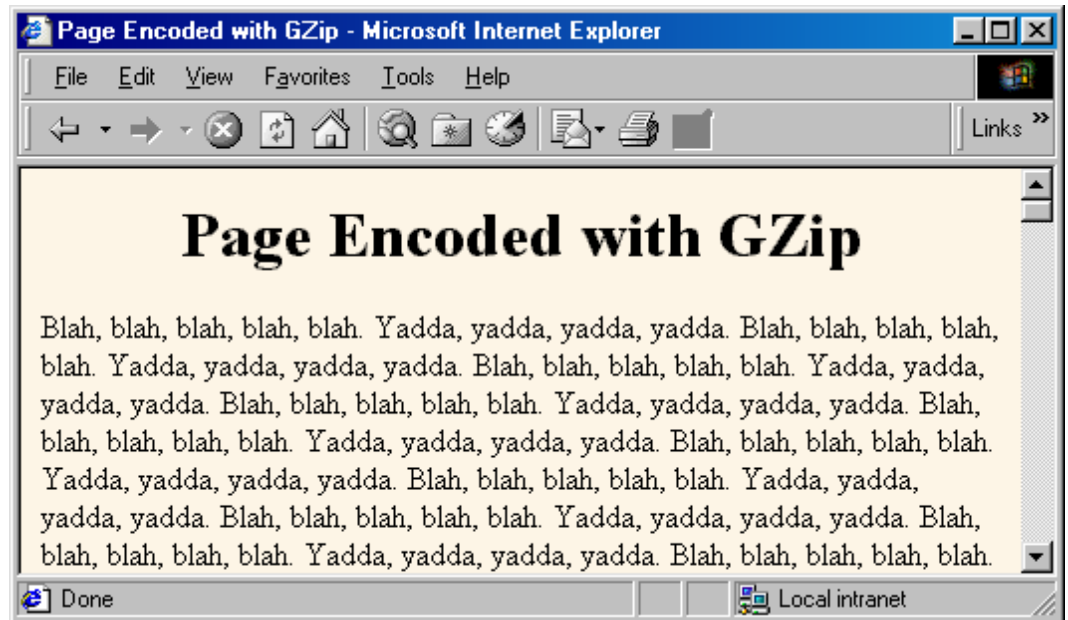 Page Encoded with GZip - Microsoft Internet Explorer
File Edit View Favorites Tools Help
Links »
Page Encoded with GZip
Blah, blah, blah, blah, blah. Yadda, yadda, yadda, yadda. Blah, blah, blah, blah,
blah. Yadda, yadda, yadda, yadda. Blah, blah, blah, blah, blah. Yadda, yadda,
yadda, yadda. Blah, blah, blah, blah, blah. Yadda, yadda, yadda, yadda. Blah,
blah, blah, blah, blah. Yadda, yadda, yadda, yadda. Blah, blah, blah, blah, blah.
Yadda, yadda, yadda, yadda. Blah, blah, blah, blah, blah. Yadda, yadda,
yadda, yadda. Blah, blah, blah, blah, blah. Yadda, yadda, yadda, yadda. Blah,
blah, blah, blah, blah. Yadda, yadda, yadda, yadda. Blah, blah, blah, blah, blah.
Done Local intranet